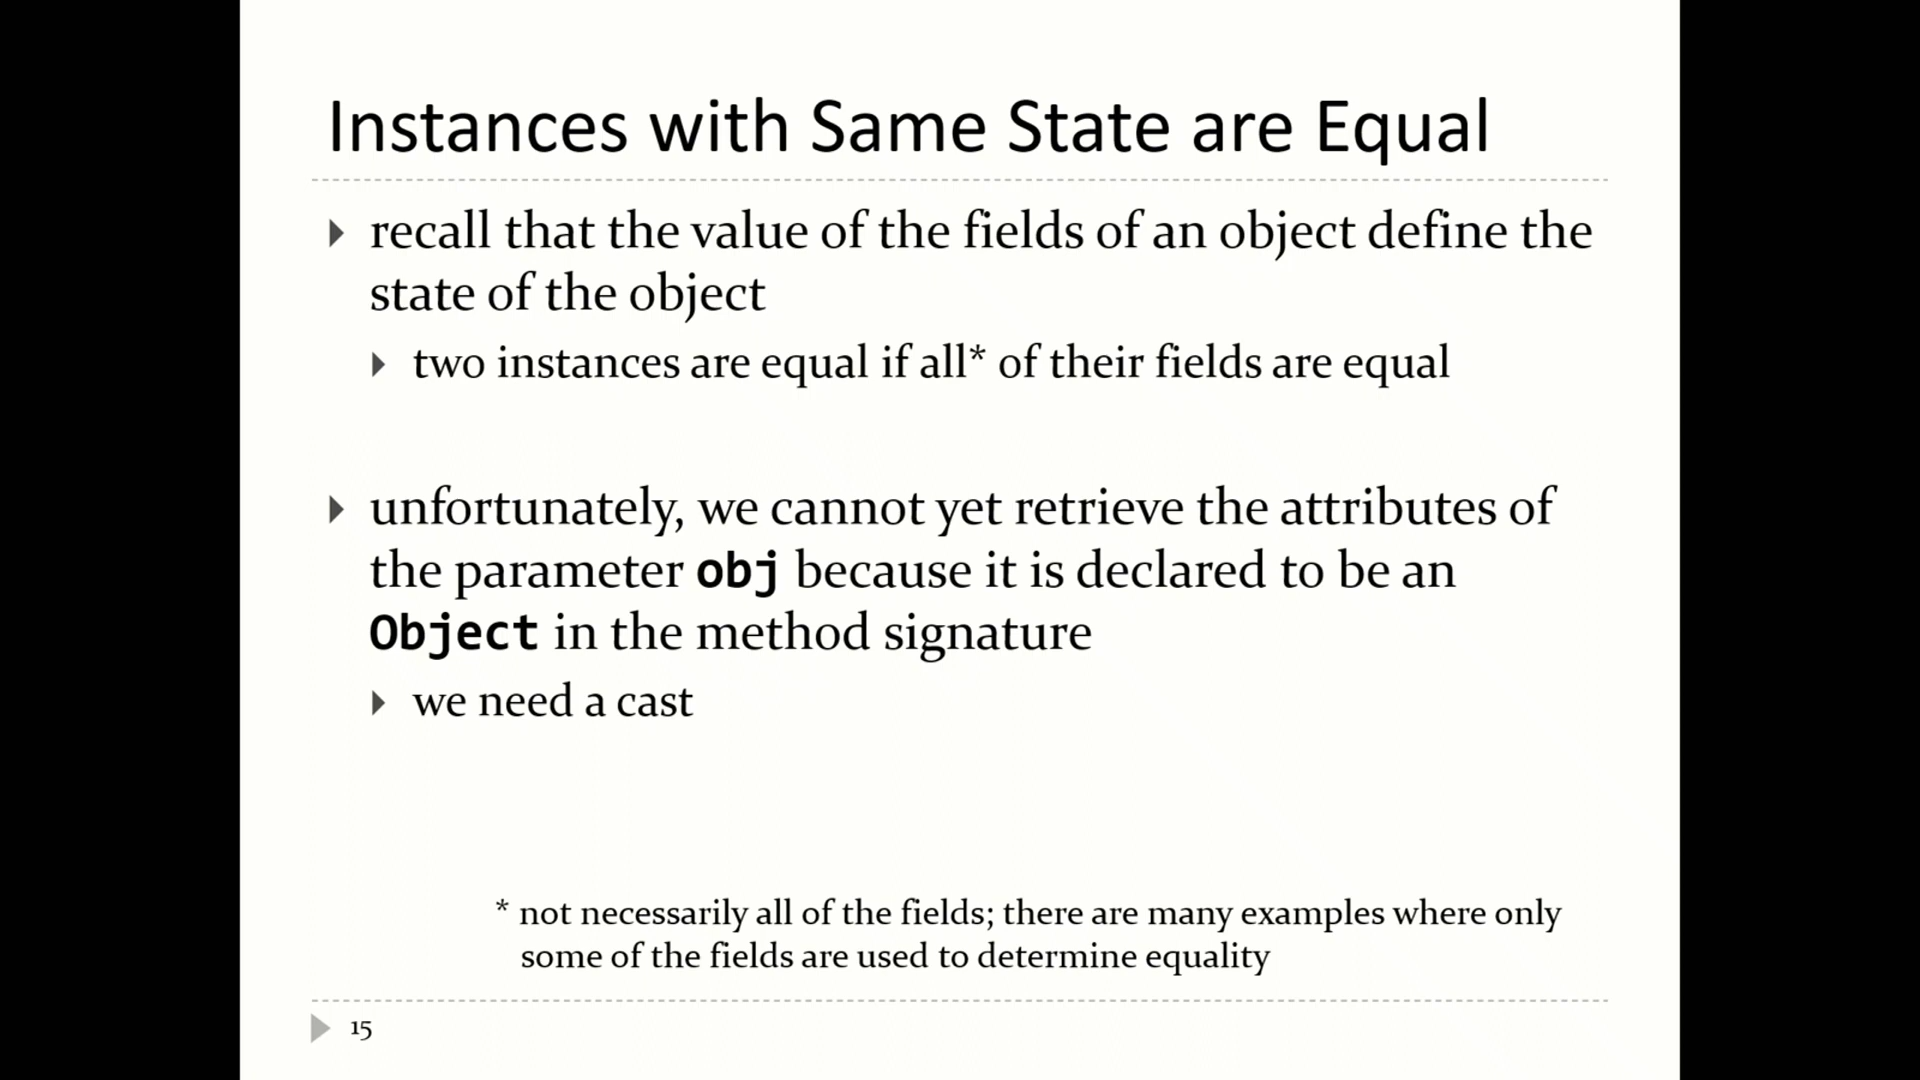 Instances with Same State are Equal
recall that the value of the fields of an object define the
state of the object
two instances are equal if all* of their fields are equal
unfortunately, we cannot yet retrieve the attributes of
the parameter obj because it is declared to be an
Object in the method signature
we need a cast
* not necessarily all of the fields; there are many examples where only
some of the fields are used to determine equality
15